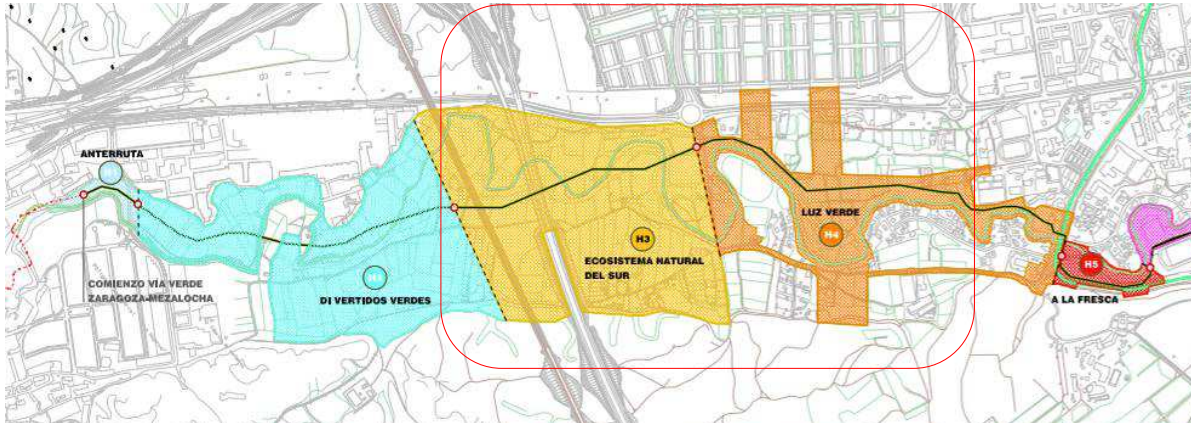 ANTERRUTA
LUZ VERDE
H4
H3
ECOSISTEMA NATURAL
DEL SUR
H5
COMIENZO VÍA VERDE
ZARAGOZA-MEZALOCHA
DI VERTIDOS VERDES
A LA FRESCA